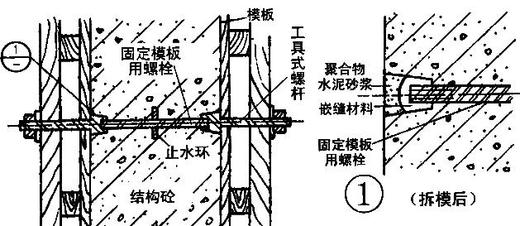 模板
固定模板
用螺栓
工具式螺杆
1
止水环
结构砼
聚合物
水泥砂浆
嵌缝材料
固定模板
用螺栓
1
(拆模后)